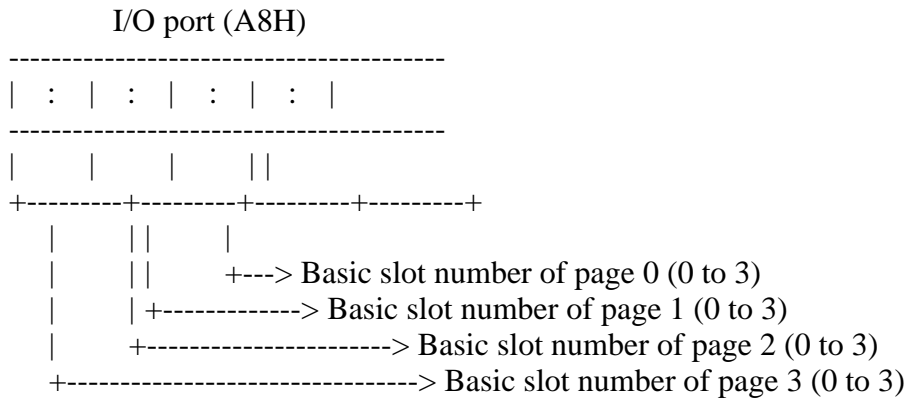 I/O port (A8H)
-----------------------------------------
| : | : | : | : |
-----------------------------------------
| | | ||
+---------+---------+---------+---------+
| || |
| || +---> Basic slot number of page 0 (0 to 3)
| | +-------------> Basic slot number of page 1 (0 to 3)
| +-----------------------> Basic slot number of page 2 (0 to 3)
+---------------------------------> Basic slot number of page 3 (0 to 3)